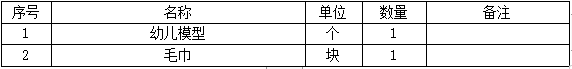 序号 名称 单位 数量 备注
1 幼儿模型 个 1
2 毛巾 块 1